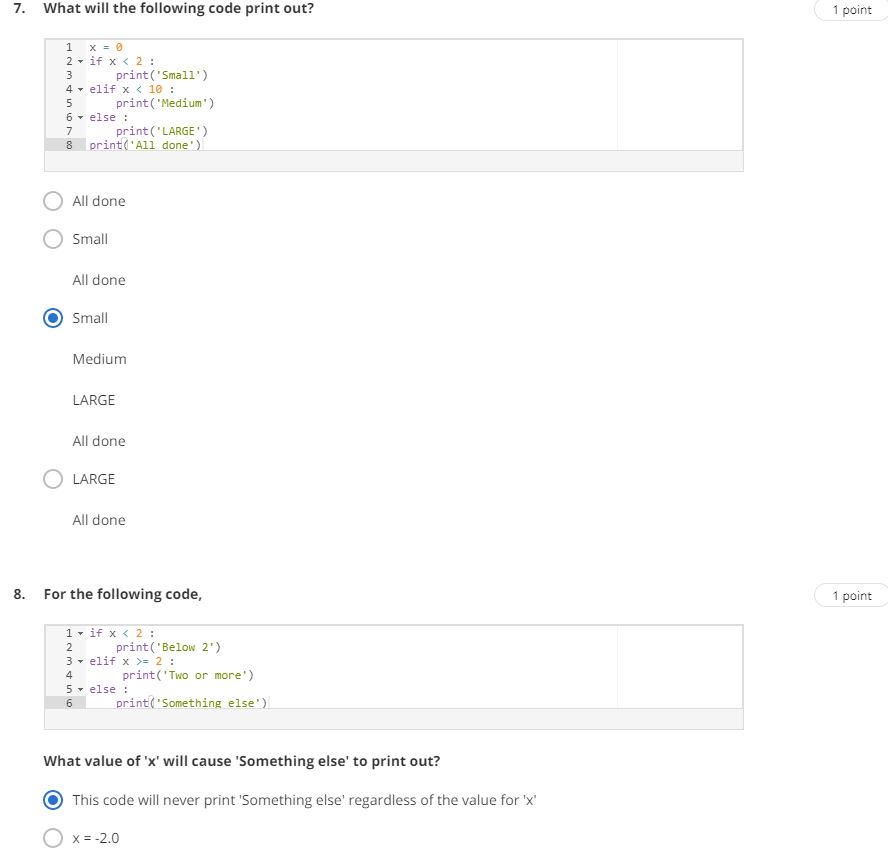 7. What will the following code print out?
1 point
1 x = 0
2 if x < 2 :
3 print('Small')
4 elif x < 10 :
5 print('Medium')
6 else :
7 print('LARGE')
8 print('All done')
All done
Small
All done
Small
Medium
LARGE
All done
LARGE
All done
8. For the following code,
1 point
1 if x < 2 :
2 print('Below 2')
3 elif x >= 2 :
4 print('Two or more')
5 else :
6 print('Something else')
What value of 'x' will cause 'Something else' to print out?
This code will never print 'Something else' regardless of the value for 'x'
x = -2.0